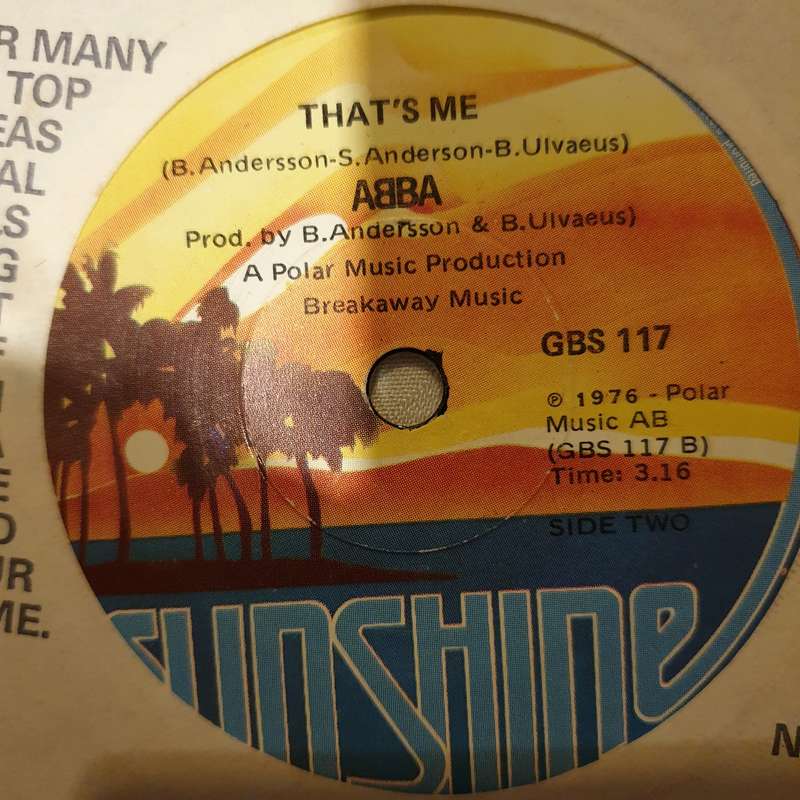 R MANY
TOP
EAS
AL
LS
G
T
ME.
UR
THAT'S ME
(B.Andersson-S.Anderson-B.Ulvaeus)
ABBA
Prod. by B.Andersson & B.Ulvaeus)
A Polar Music Production
Breakaway Music
GBS 117
℗ 1976 - Polar
Music AB
(GBS 117 B)
Time: 3.16
SIDE TWO
SUNSHINE
N